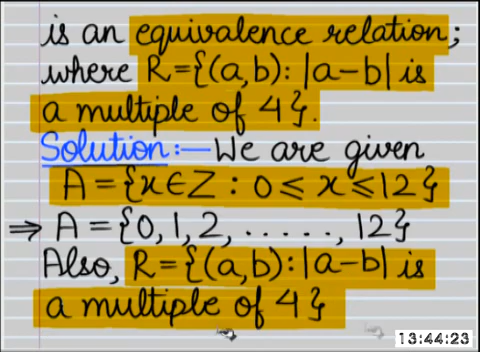 is an equivalence relation;
where R={(a,b): |a-b| is
a multiple of 4}.
Solution:— We are given
A={x∈Z : 0≤x≤12}
⇒ A={0,1,2, ....., 12}
Also, R={(a,b):|a-b| is
a multiple of 4}
13:44:23